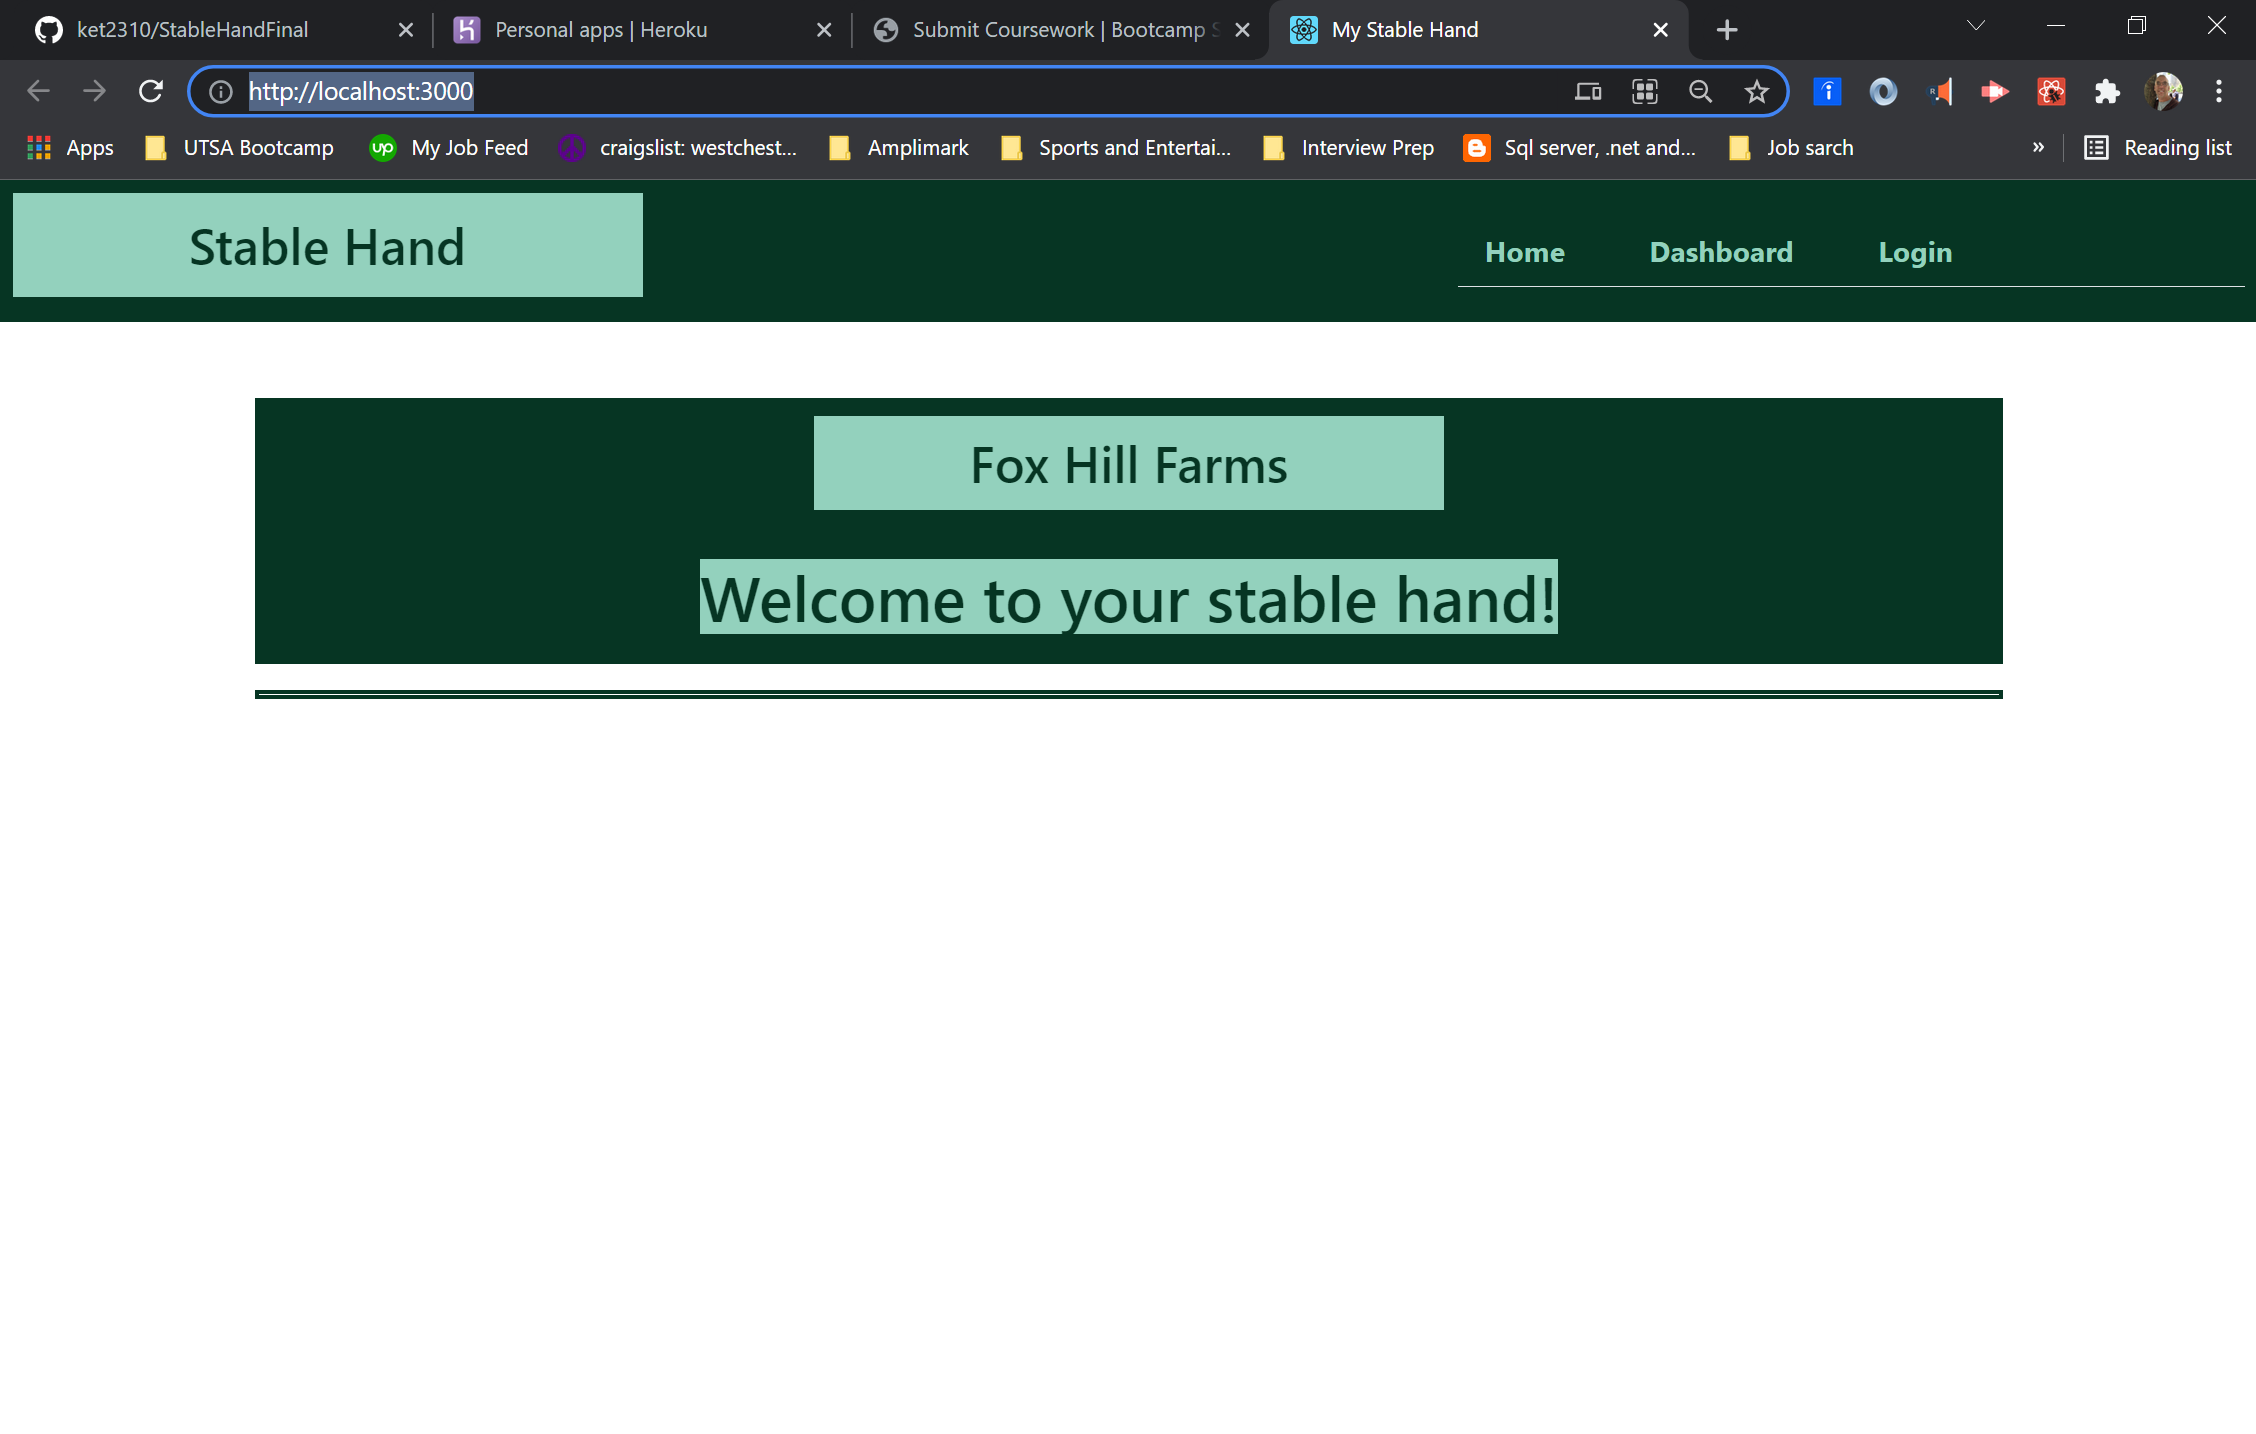 ket2310/StableHandFinal
Personal apps | Heroku
Submit Coursework | Bootcamp S
My Stable Hand
http://localhost:3000
Apps
UTSA Bootcamp
up
My Job Feed
craigslist: westchest...
Amplimark
Sports and Entertai...
Interview Prep
Sql server, .net and...
Job sarch
»
Reading list
Stable Hand
Home
Dashboard
Login
Fox Hill Farms
Welcome to your stable hand!